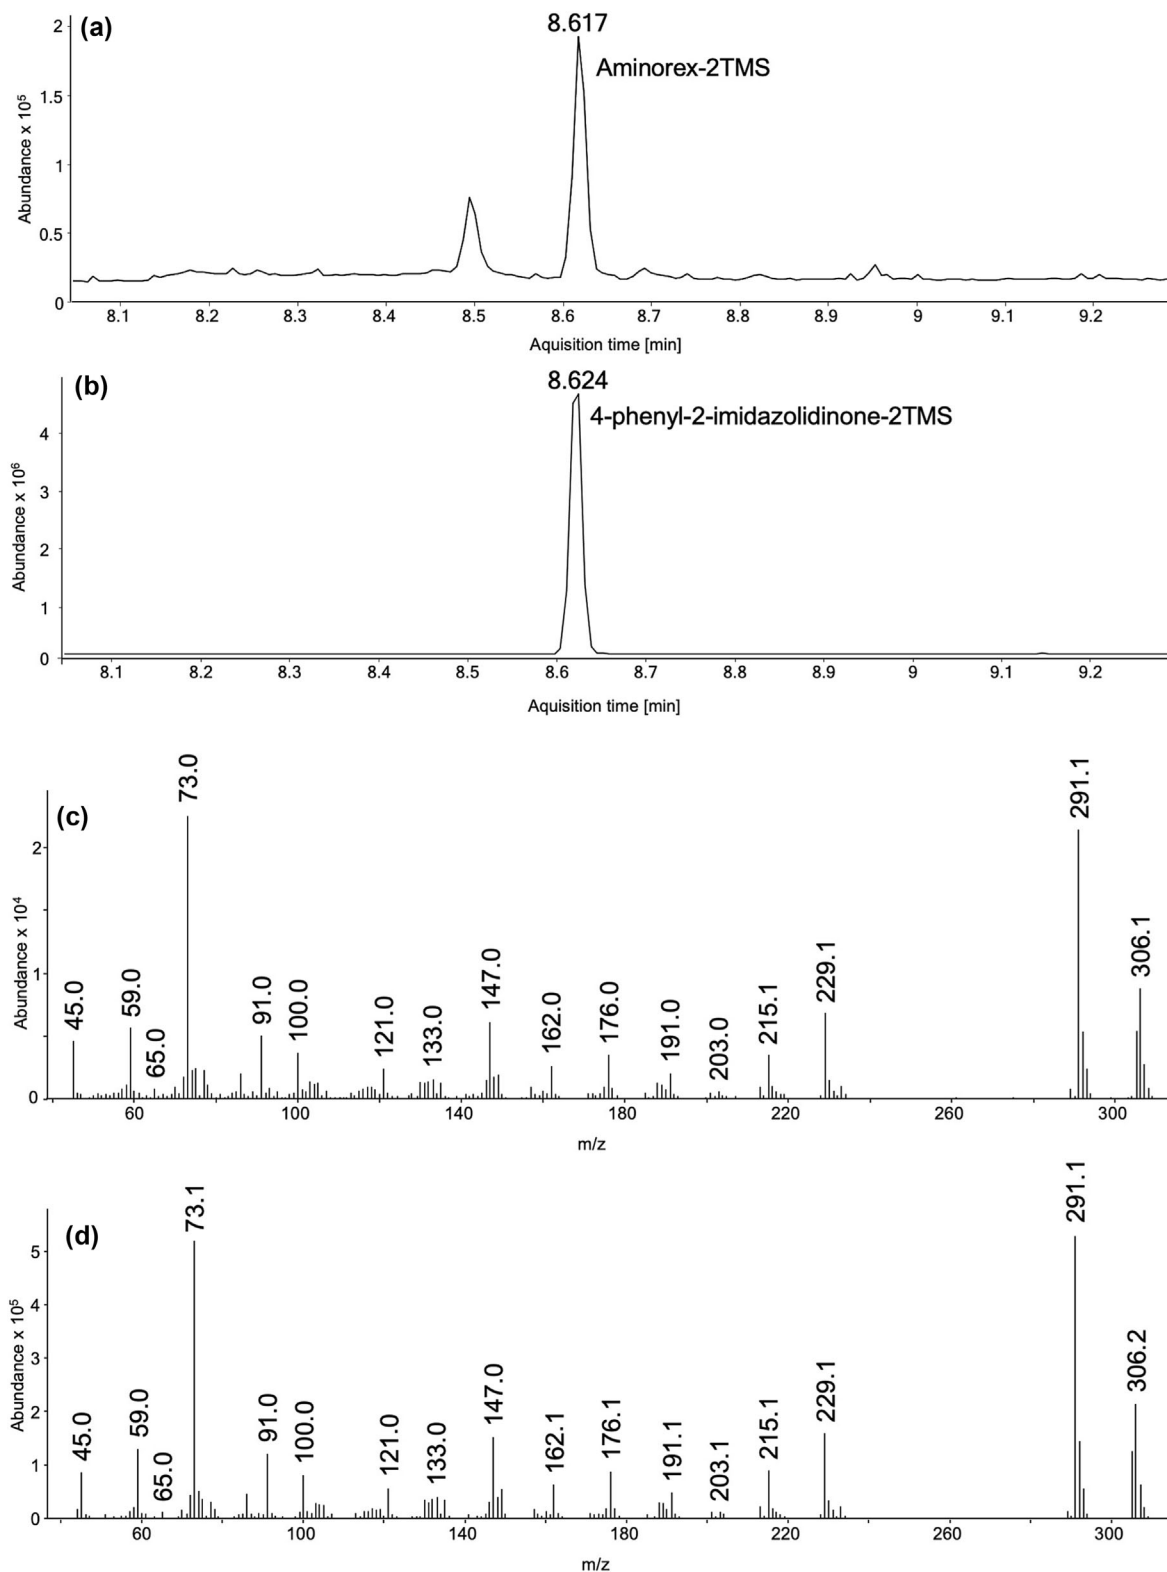 (a)
8.617
Aminorex-2TMS
Abundance x 10⁵
2
1.5
1
0.5
0
8.1 8.2 8.3 8.4 8.5 8.6 8.7 8.8 8.9 9 9.1 9.2
Aquisition time [min]
(b)
8.624
4-phenyl-2-imidazolidinone-2TMS
Abundance x 10⁶
4
3
2
1
0
8.1 8.2 8.3 8.4 8.5 8.6 8.7 8.8 8.9 9 9.1 9.2
Aquisition time [min]
(c)
Abundance x 10⁴
2
1
0
45.0 59.0 65.0 73.0 91.0 100.0 121.0 133.0 147.0 162.0 176.0 191.0 203.0 215.1 229.1 291.1 306.1
60 100 140 180 220 260 300
m/z
(d)
Abundance x 10⁵
5
4
3
2
1
0
45.0 59.0 65.0 73.1 91.0 100.0 121.0 133.0 147.0 162.1 176.1 191.1 203.1 215.1 229.1 291.1 306.2
60 100 140 180 220 260 300
m/z